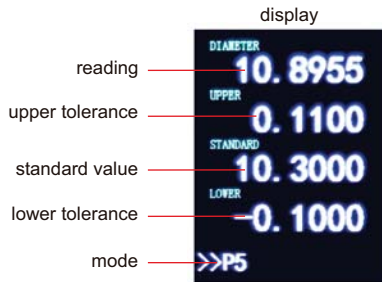 display
DIAMETER
reading 10.8955
UPPER
upper tolerance 0.1100
STANDARD
standard value 10.3000
LOWER
lower tolerance -0.1000
mode >>P5